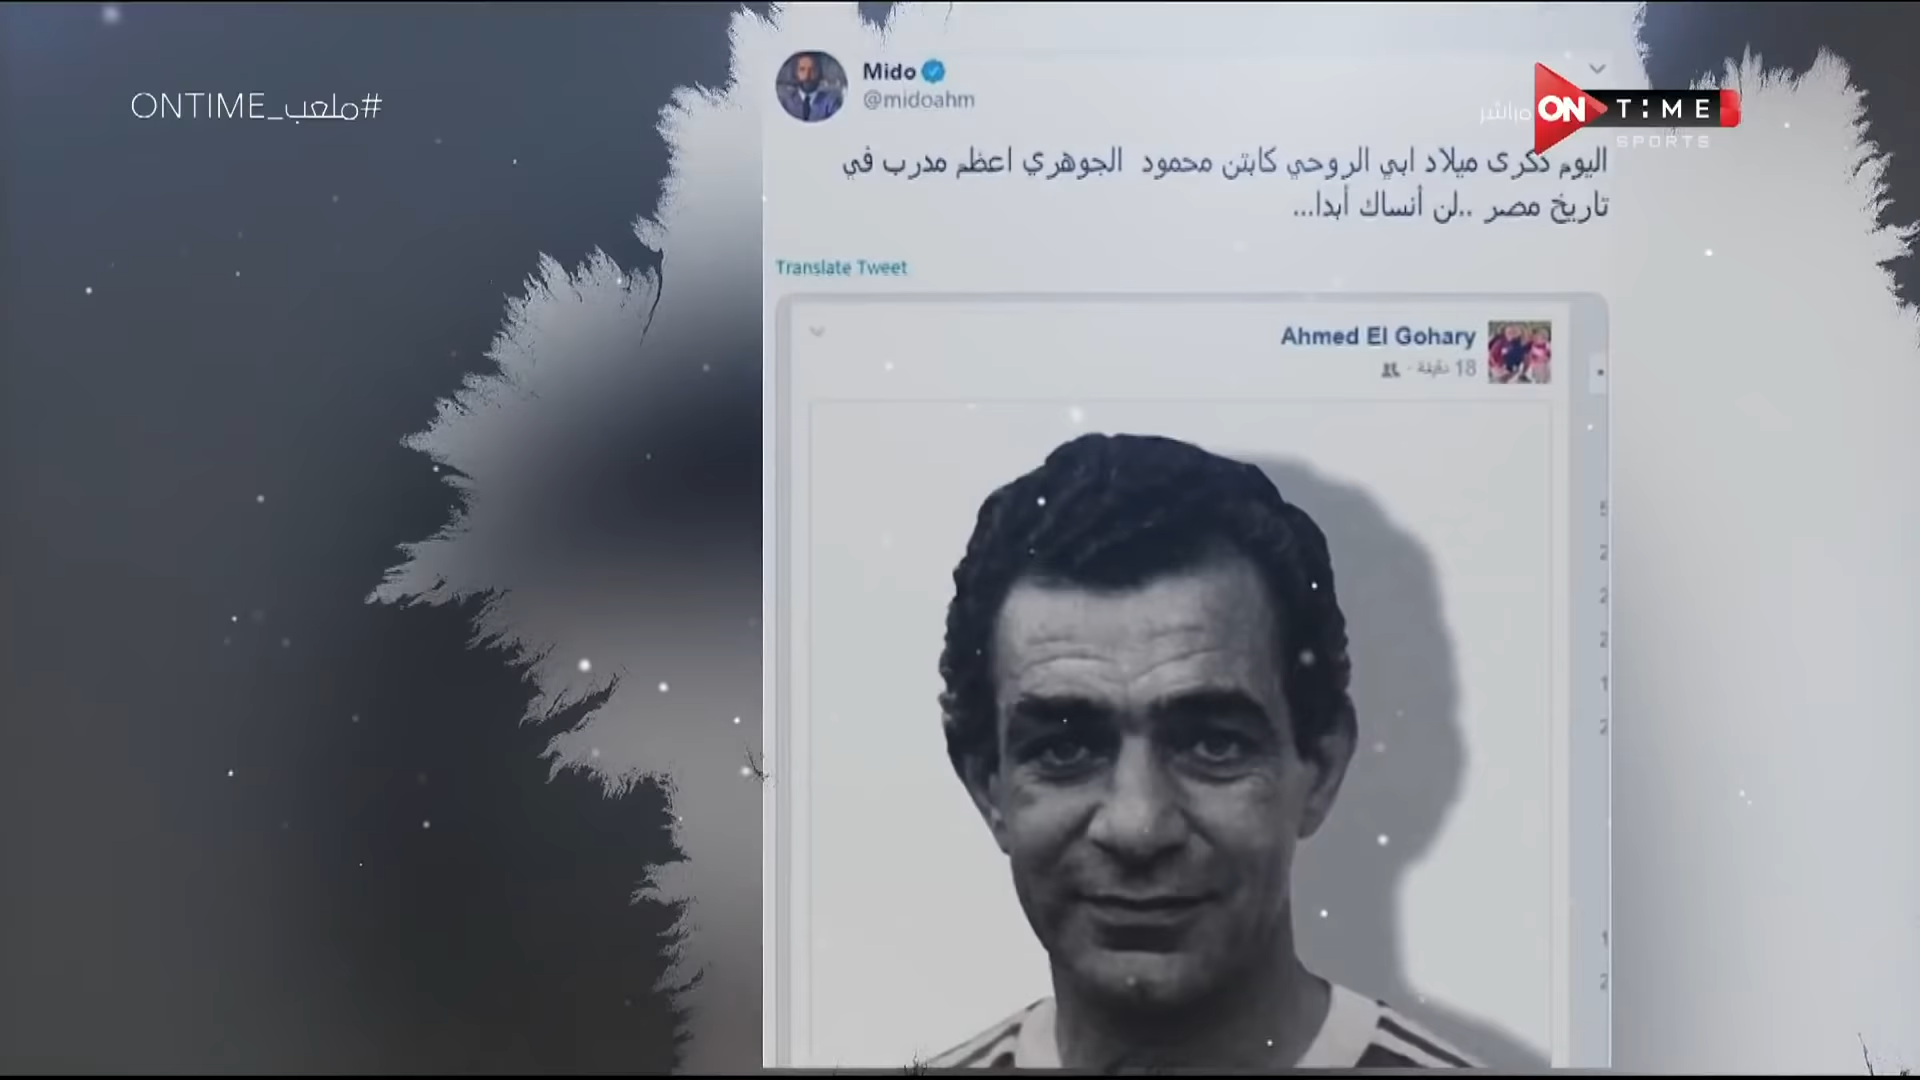 #ملعب_ONTIME
مباشر
ON TIME
SPORTS
Mido
@midoahm
اليوم ذكرى ميلاد ابي الروحي كابتن محمود الجوهري اعظم مدرب في
تاريخ مصر ..لن أنساك أبدا...
Translate Tweet
Ahmed El Gohary
18 دقيقة ·